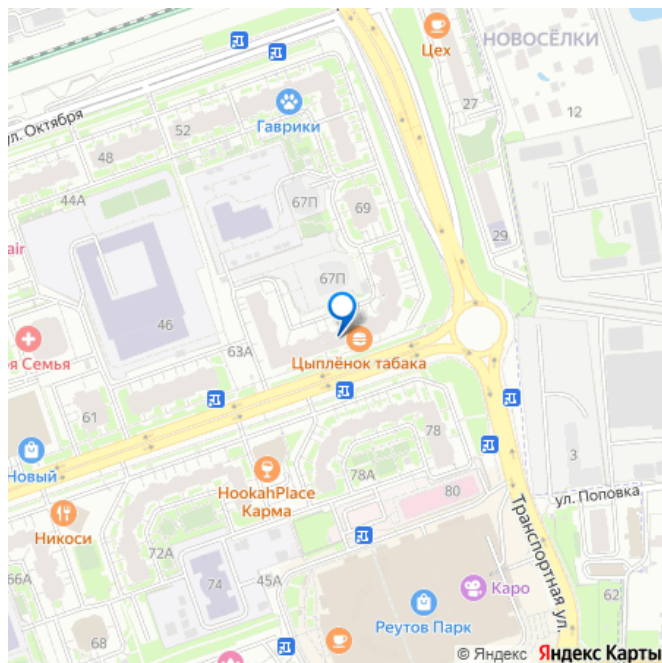 Цех
НОВОСЁЛКИ
27
12
Гаврики
ул. Октября
52
48
44А
67П
69
29
air
67П
46
63А
Цыплёнок табака
я Семья
61
78
Новый
78А
3
HookahPlace
Карма
80
ул. Поповка
Никоси
72А
Транспортная ул.
66А
74
45А
Каро
62
Реутов Парк
68
© Яндекс Яндекс Карты